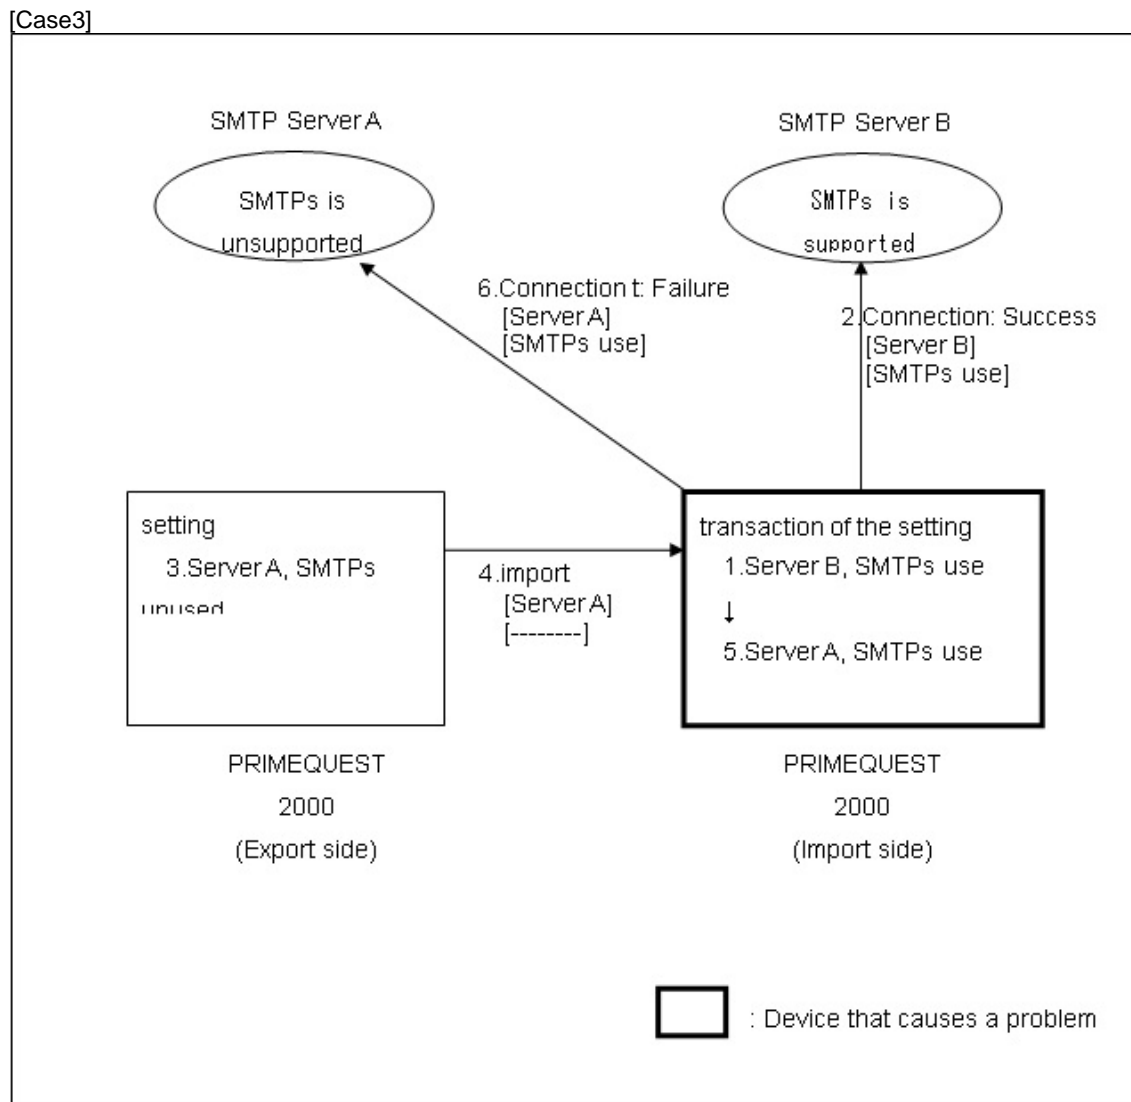 [Case3]
SMTP Server A
SMTP Server B
SMTPs is
unsupported
SMTPs is
supported
6.Connection t: Failure
[Server A]
[SMTPs use]
2.Connection: Success
[Server B]
[SMTPs use]
setting
3.Server A, SMTPs
unused
4.import
[Server A]
[--------]
transaction of the setting
1.Server B, SMTPs use
↓
5.Server A, SMTPs use
PRIMEQUEST
2000
(Export side)
PRIMEQUEST
2000
(Import side)
: Device that causes a problem